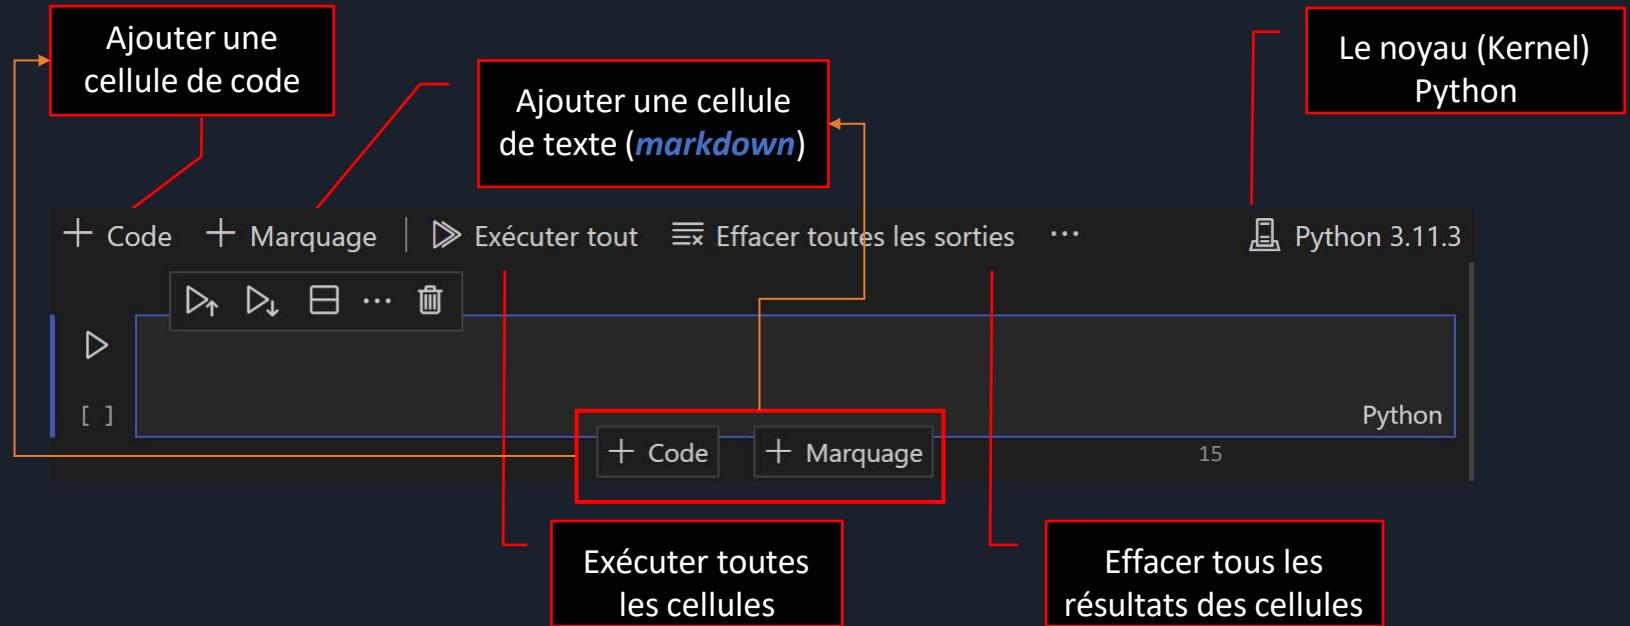 Ajouter une
cellule de code
Ajouter une cellule
de texte (markdown)
Le noyau (Kernel)
Python
+ Code + Marquage | Exécuter tout Effacer toutes les sorties ··· Python 3.11.3
···
[ ]
Python
+ Code + Marquage
15
Exécuter toutes
les cellules
Effacer tous les
résultats des cellules